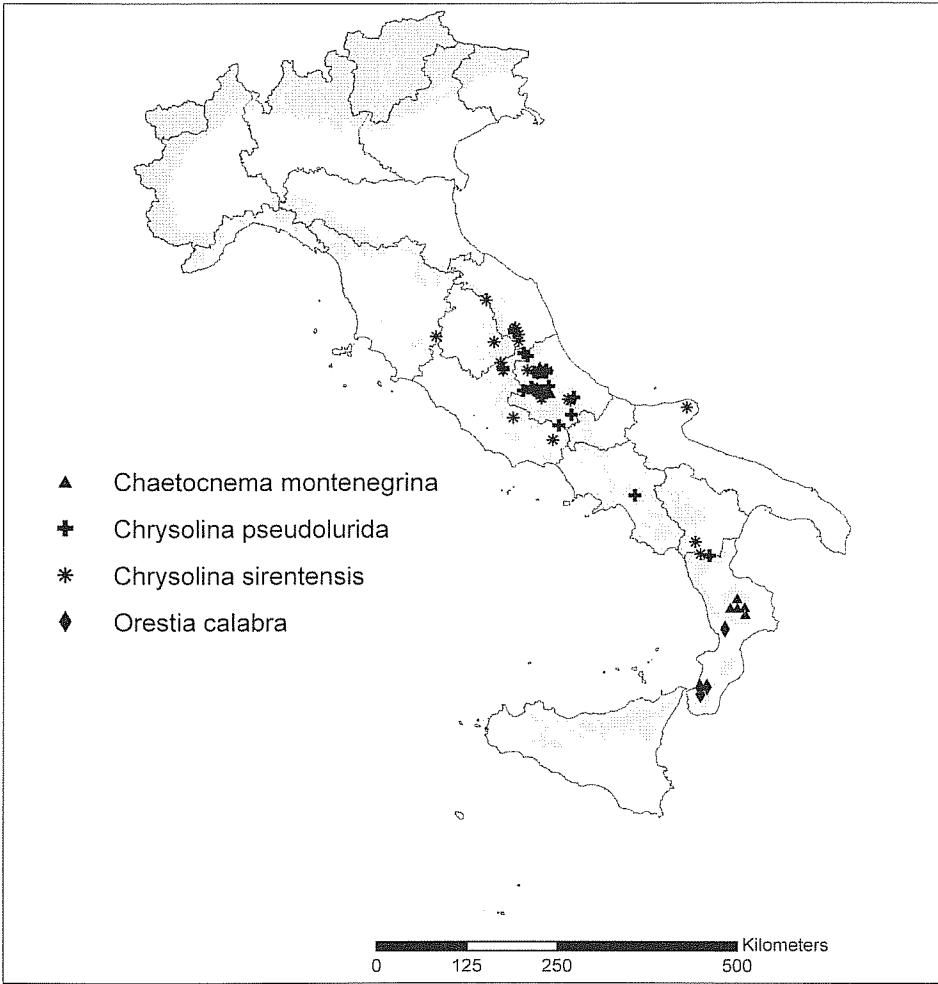 Chaetocnema montenegrina
Chrysolina pseudolurida
Chrysolina sirentensis
Orestia calabra
Kilometers
0 125 250 500